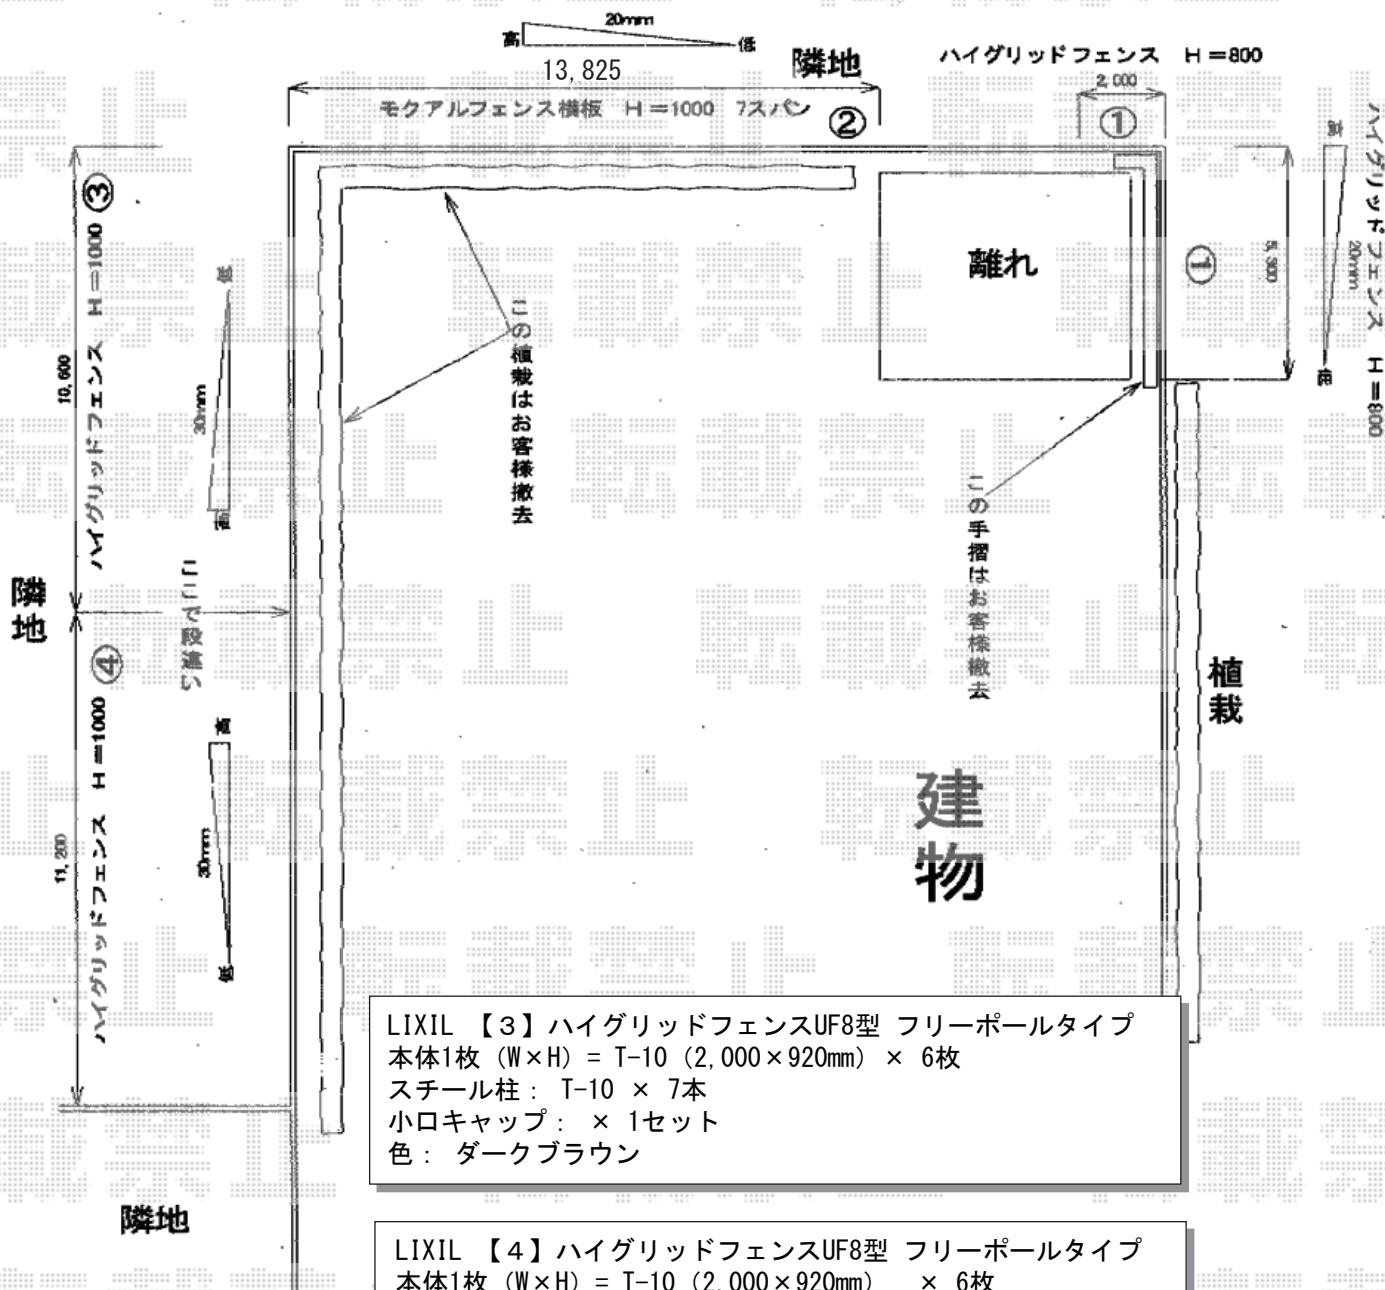 20mm
高
低
隣地
ハイグリッドフェンス H=800
13,825
2,000
モクアルフェンス横板 H=1000 7スパン
②
①
ハイグリッドフェンス H=1000 ③
10,600
低
30mm
高
離れ
①
5,300
高
20mm
低
ハイグリッドフェンス H=800
この植栽はお客様撤去
この手摺はお客様撤去
ここで段違い
隣地
ハイグリッドフェンス H=1000 ④
11,200
高
30mm
低
植栽
建物
LIXIL 【3】ハイグリッドフェンスUF8型 フリーポールタイプ
本体1枚 (W×H) = T-10 (2,000×920mm) × 6枚
スチール柱: T-10 × 7本
小口キャップ: × 1セット
色: ダークブラウン
隣地
LIXIL 【4】ハイグリッドフェンスUF8型 フリーポールタイプ
本体1枚 (W×H) = T-10 (2,000×920mm) × 6枚
転載禁止